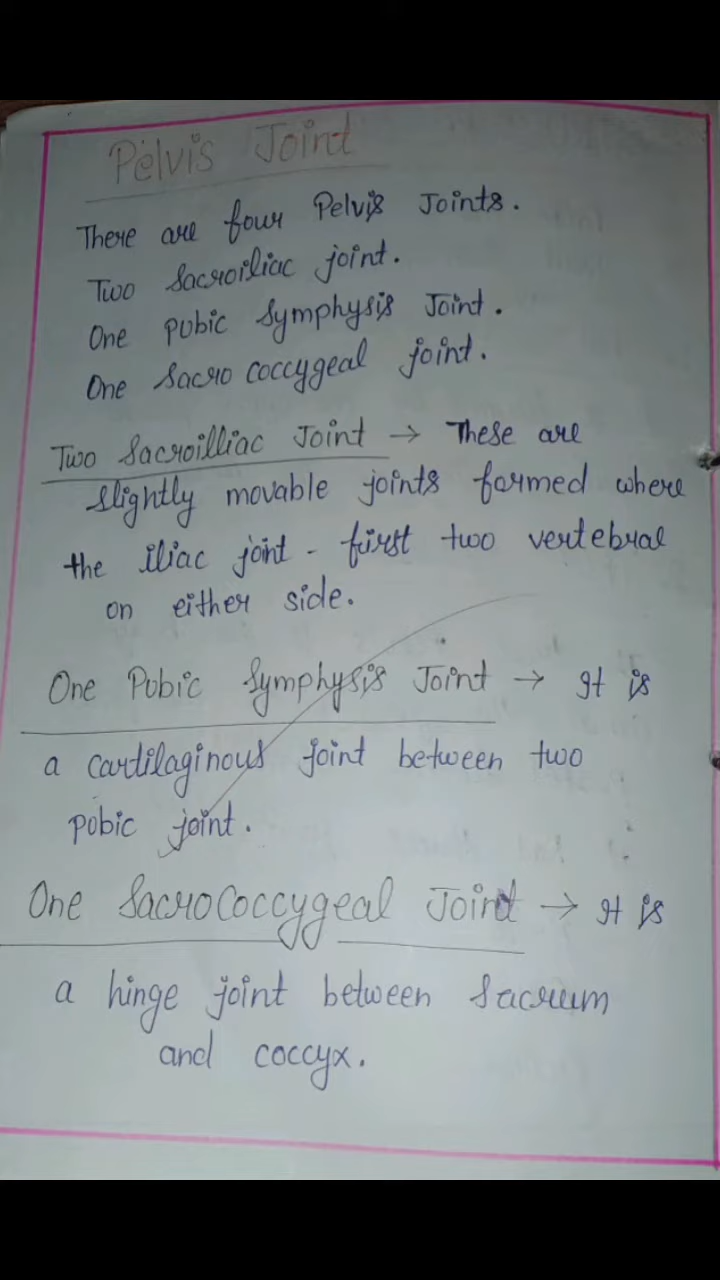 Pelvis Joint
There are four Pelvis Joints.
Two Sacroiliac joint.
One pubic Symphysis Joint.
One Sacro coccygeal joint.
Two Sacroilliac Joint → These are
slightly movable joints formed where
the iliac joint - first two vertebral
on either side.
One Pubic Symphysis Joint → It is
a cartilaginous joint between two
pubic joint.
One Sacrococcygeal Joint → It is
a hinge joint between Sacrum
and coccyx.